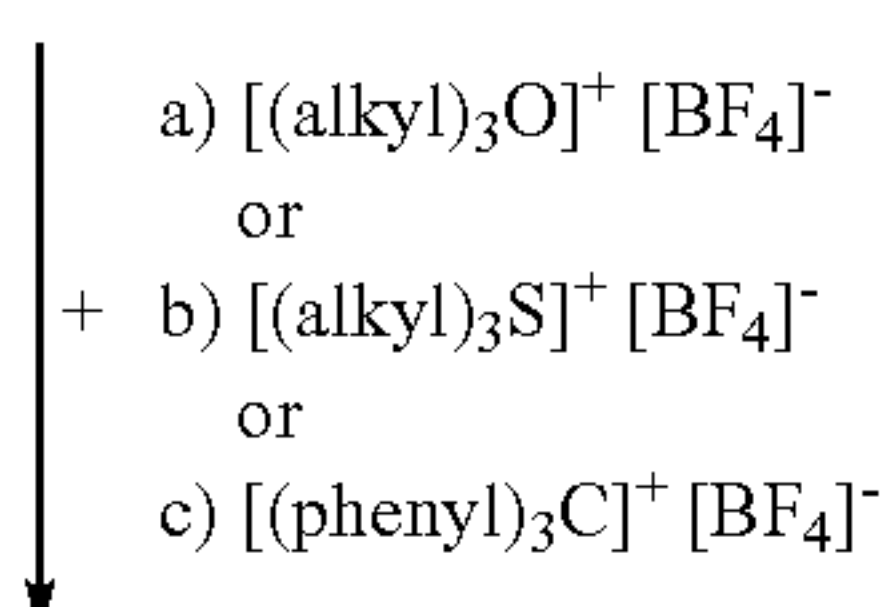 a) [(alkyl)₃O]⁺ [BF₄]⁻
or
+ b) [(alkyl)₃S]⁺ [BF₄]⁻
or
c) [(phenyl)₃C]⁺ [BF₄]⁻